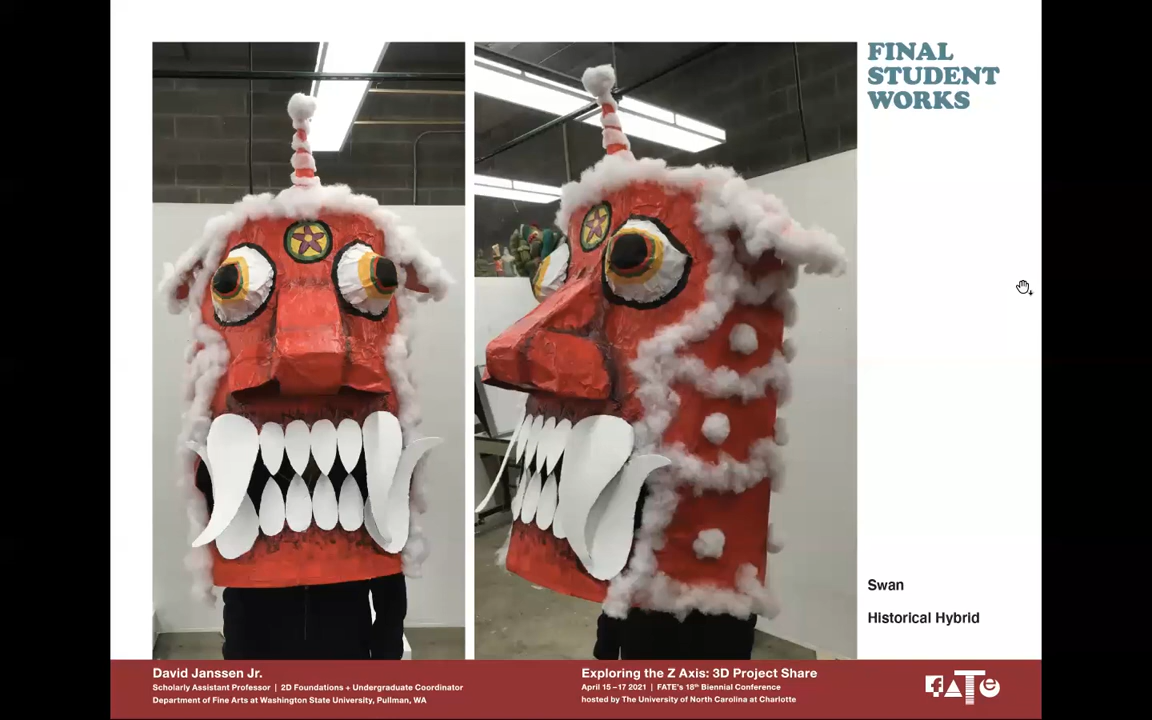 FINAL
STUDENT
WORKS
Swan
Historical Hybrid
David Janssen Jr.
Scholarly Assistant Professor | 2D Foundations + Undergraduate Coordinator
Department of Fine Arts at Washington State University, Pullman, WA
Exploring the Z Axis: 3D Project Share
April 15 – 17 2021 | FATE's 18th Biennial Conference
hosted by The University of North Carolina at Charlotte
fATe